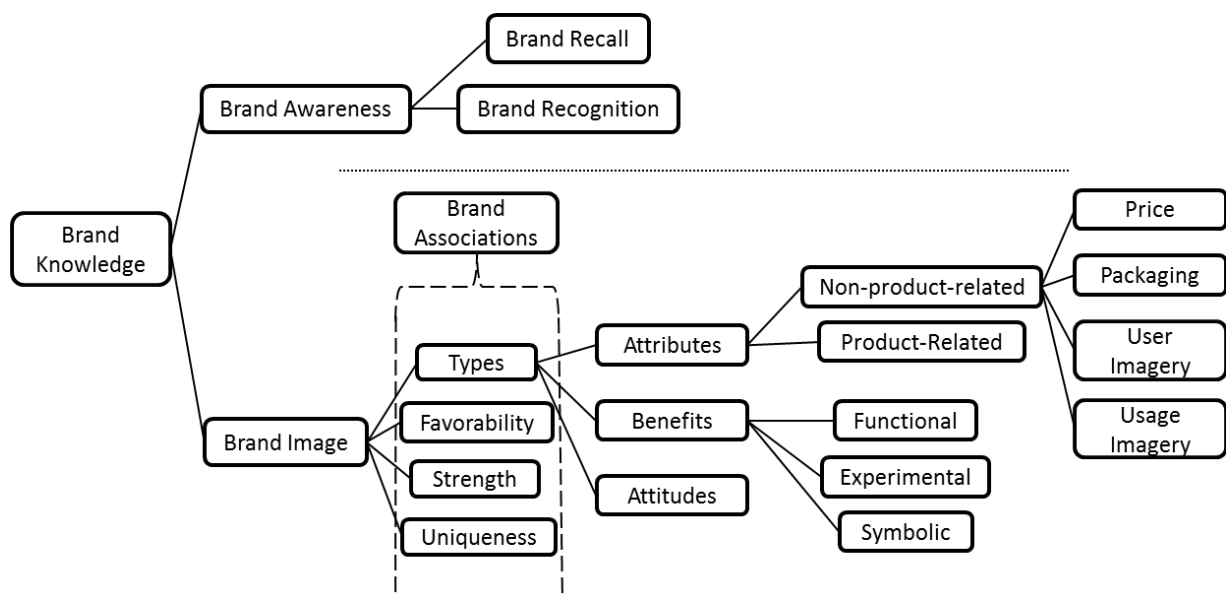 Brand Recall
Brand Awareness
Brand Recognition
Brand
Knowledge
Brand
Associations
Price
Packaging
User
Imagery
Usage
Imagery
Non-product-related
Product-Related
Attributes
Types
Benefits
Functional
Favorability
Brand Image
Experimental
Strength
Attitudes
Symbolic
Uniqueness